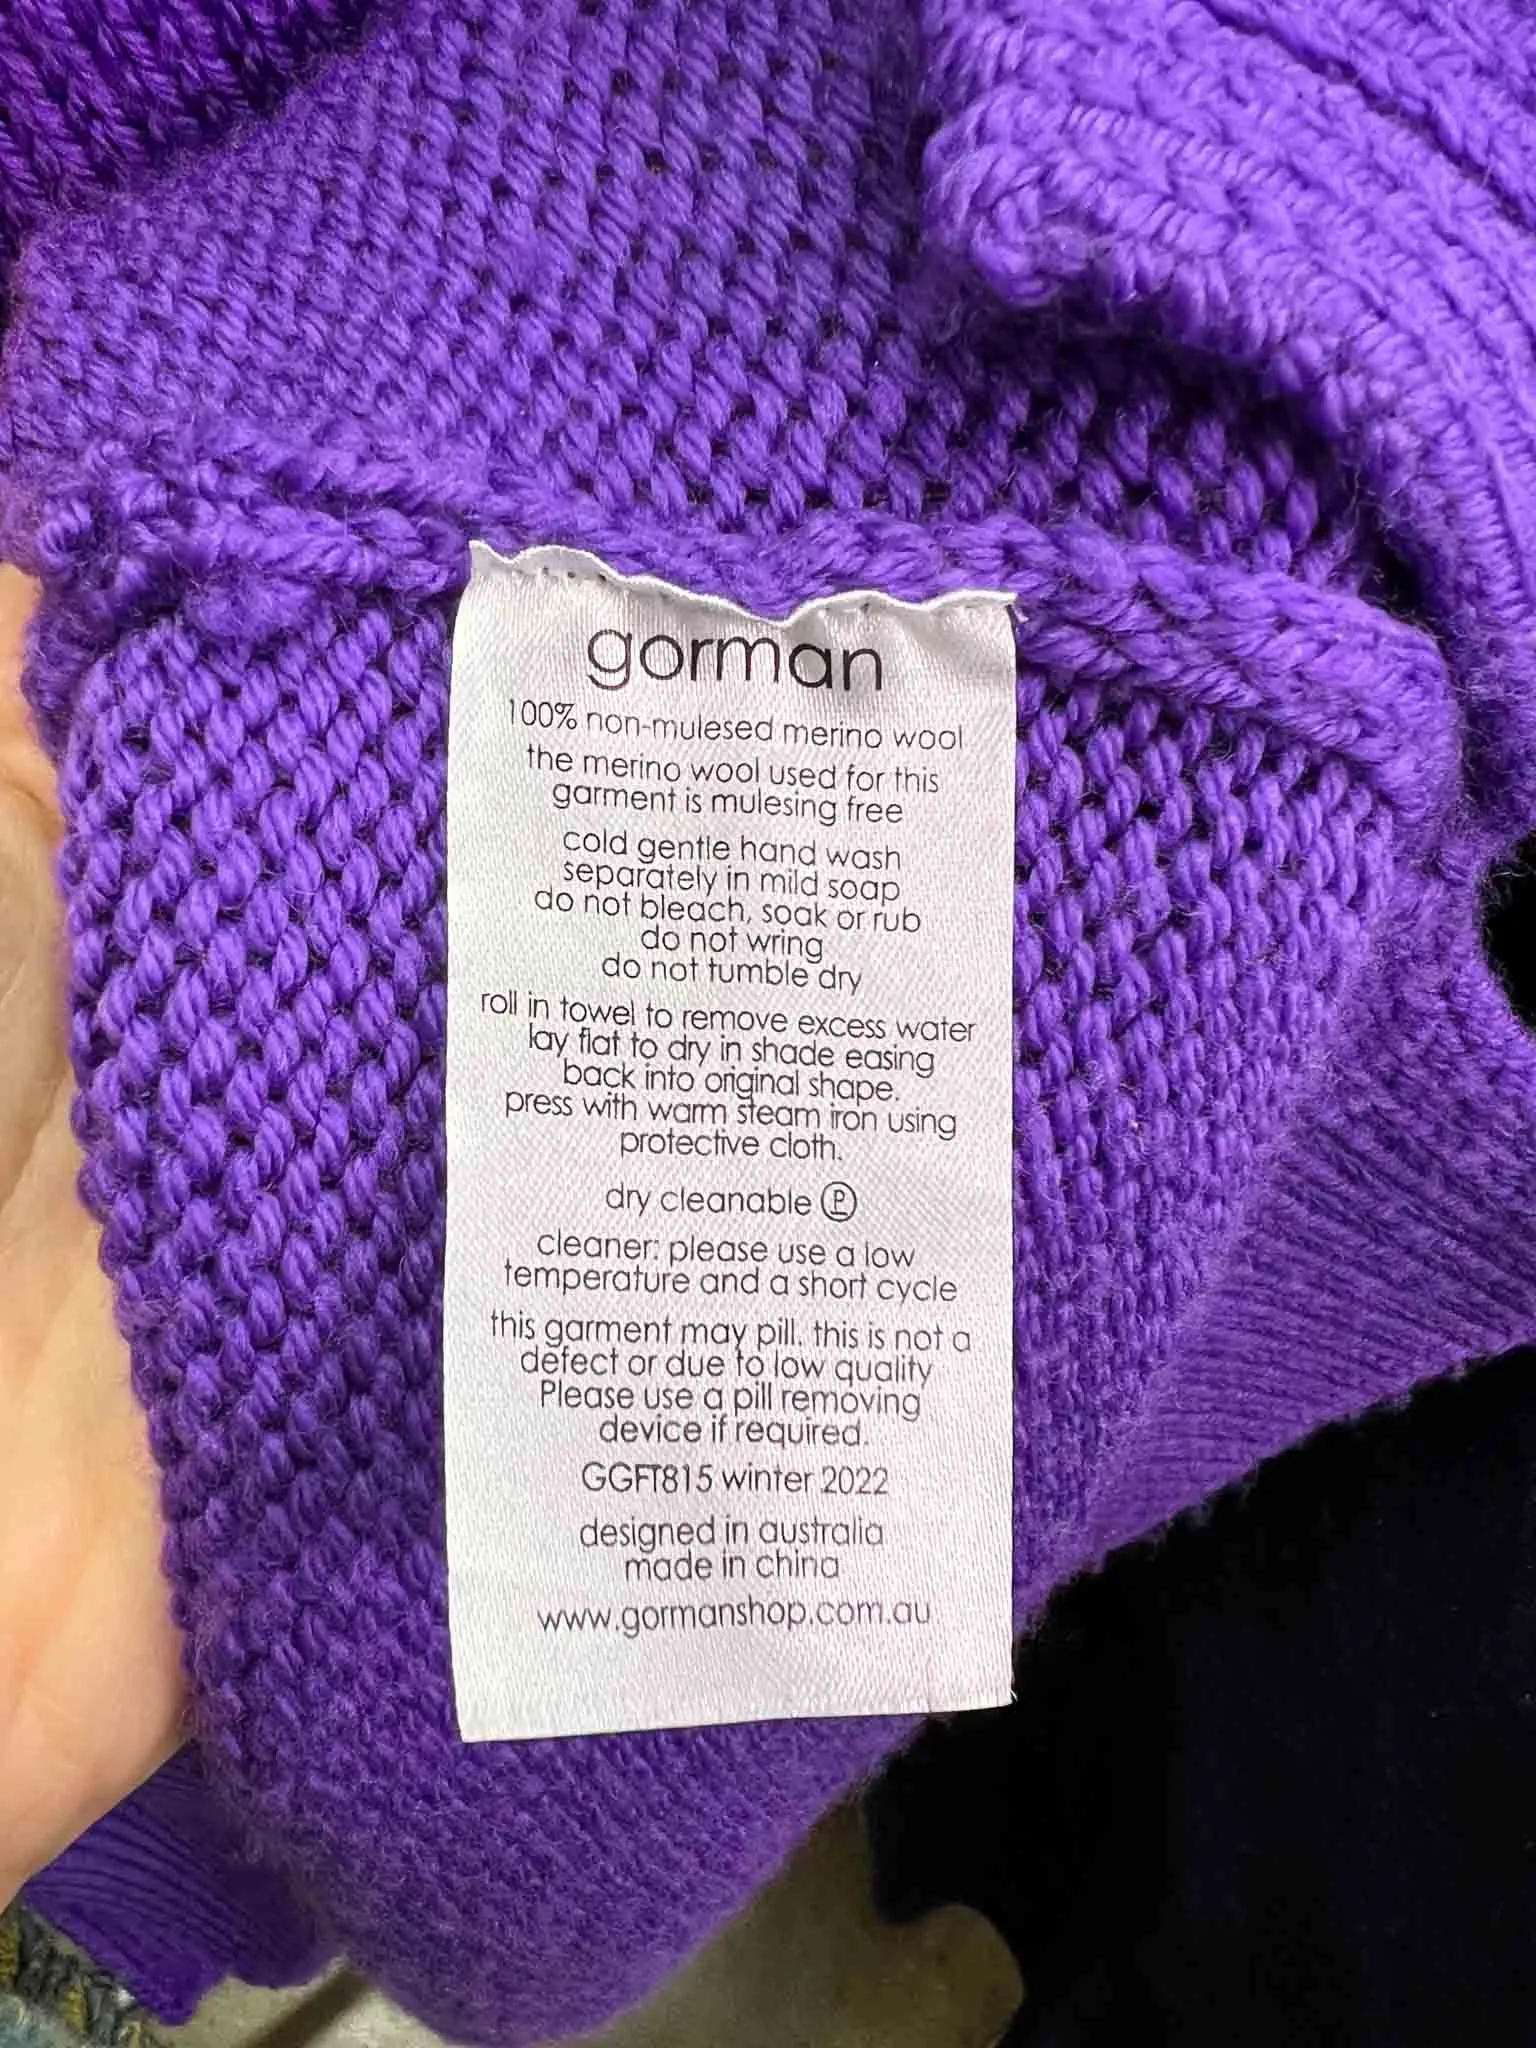 gorman
100% non-mulesed merino wool
the merino wool used for this
garment is mulesing free
cold gentle hand wash
separately in mild soap
do not bleach, soak or rub
do not wring
do not tumble dry
roll in towel to remove excess water
lay flat to dry in shade easing
back into original shape.
press with warm steam iron using
protective cloth.
dry cleanable P
cleaner: please use a low
temperature and a short cycle
this garment may pill. this is not a
defect or due to low quality
Please use a pill removing
device if required.
GGFT815 winter 2022
designed in australia
made in china
www.gormanshop.com.au